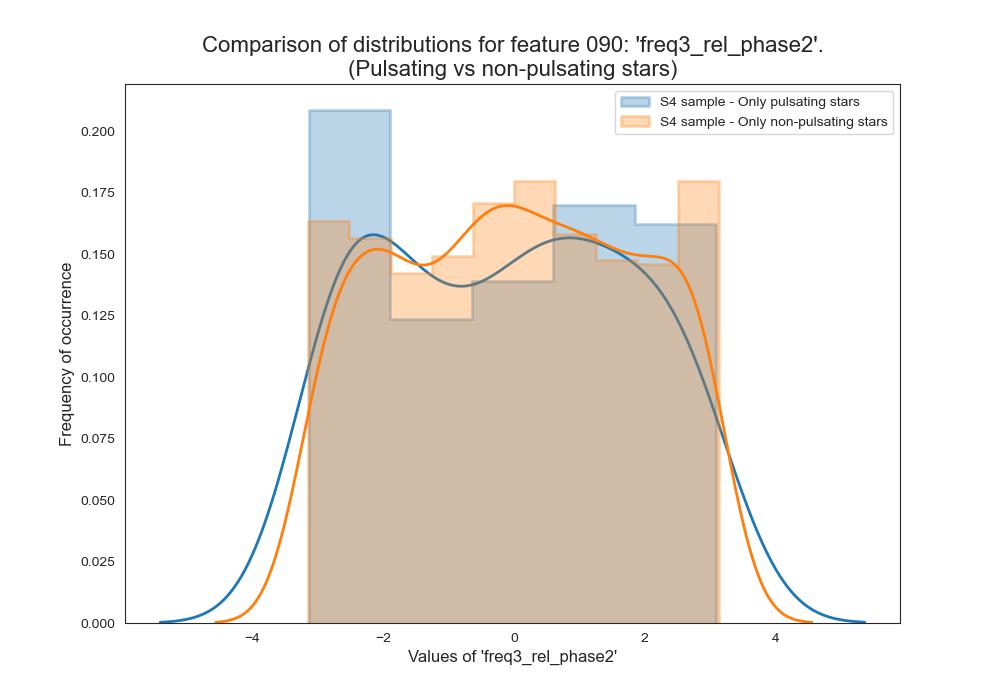 Comparison of distributions for feature 090: 'freq3_rel_phase2'.
(Pulsating vs non-pulsating stars)
S4 sample - Only pulsating stars
S4 sample - Only non-pulsating stars
Frequency of occurrence
0.200
0.175
0.150
0.125
0.100
0.075
0.050
0.025
0.000
−4
−2
0
2
4
Values of 'freq3_rel_phase2'